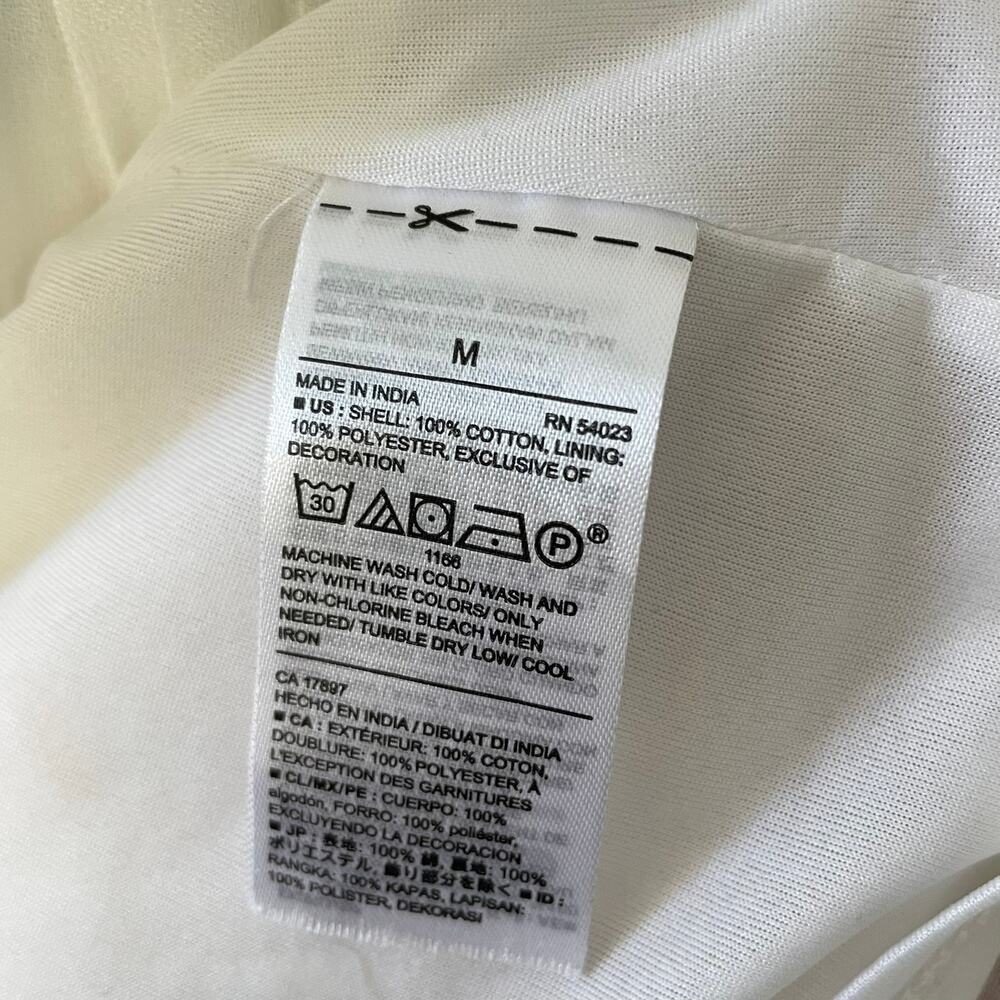 M
MADE IN INDIA
RN 54023
■ US : SHELL: 100% COTTON, LINING:
100% POLYESTER, EXCLUSIVE OF
DECORATION
30
P ®
1166
MACHINE WASH COLD/ WASH AND
DRY WITH LIKE COLORS/ ONLY
NON-CHLORINE BLEACH WHEN
NEEDED/ TUMBLE DRY LOW/ COOL
IRON
CA 17897
HECHO EN INDIA / DIBUAT DI INDIA
■ CA : EXTÉRIEUR: 100% COTON,
DOUBLURE: 100% POLYESTER, À
L'EXCEPTION DES GARNITURES
■ CL/MX/PE : CUERPO: 100%
algodón, FORRO: 100% poliéster,
EXCLUYENDO LA DECORACION
■ JP : 表地: 100% 綿, 裏地: 100%
ポリエステル, 飾り部分を除く ■ ID :
RANGKA: 100% KAPAS, LAPISAN:
100% POLISTER, DEKORASI